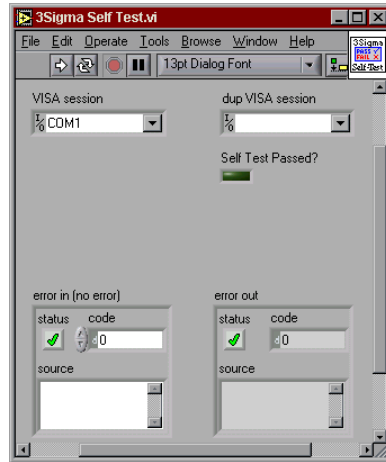 3Sigma Self Test.vi
File Edit Operate Tools Browse Window Help
13pt Dialog Font
3Sigma
PASS
FAIL X
Self-Test
VISA session
dup VISA session
I/O COM1
I/O
Self Test Passed?
error in (no error)
error out
status code
status code
d 0
d 0
source
source